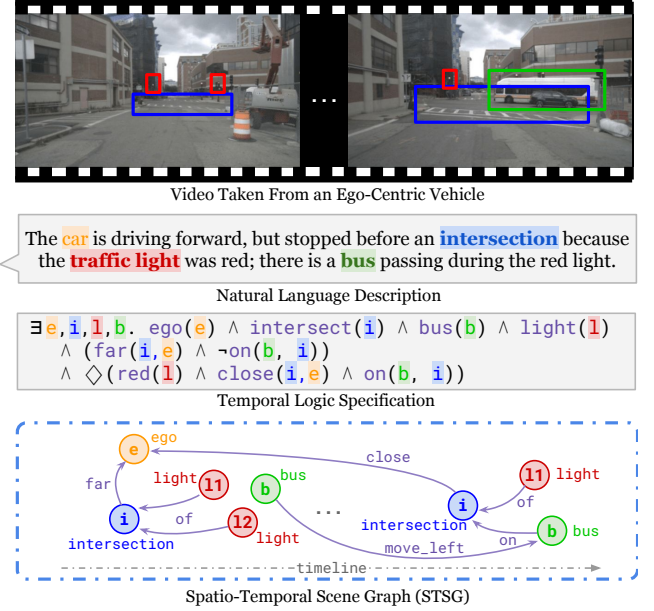 ...
Video Taken From an Ego-Centric Vehicle
The car is driving forward, but stopped before an intersection because
the traffic light was red; there is a bus passing during the red light.
Natural Language Description
∃e,i,l,b. ego(e) ∧ intersect(i) ∧ bus(b) ∧ light(l)
∧ (far(i,e) ∧ ¬on(b, i))
∧ ◇(red(l) ∧ close(i,e) ∧ on(b, i))
Temporal Logic Specification
e ego
close
far
light l1
b bus
l1 light
i
of
l2
light
intersection
...
i
of
intersection
on
b bus
move_left
timeline
Spatio-Temporal Scene Graph (STSG)